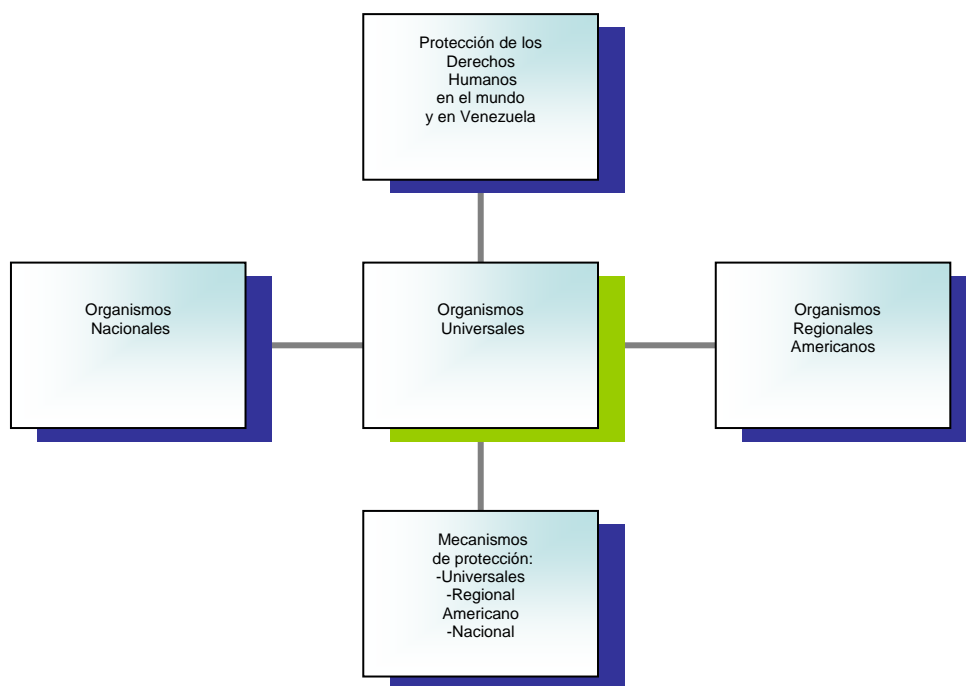 Protección de los
Derechos
Humanos
en el mundo
y en Venezuela
Organismos
Nacionales
Organismos
Universales
Organismos
Regionales
Americanos
Mecanismos
de protección:
-Universales
-Regional
Americano
-Nacional